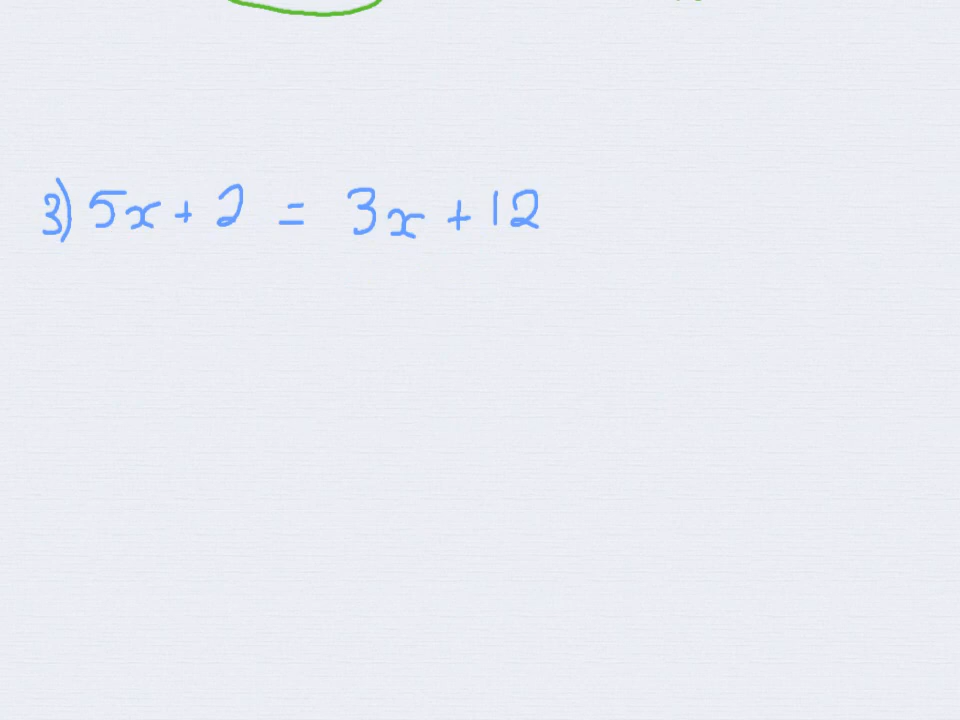 3) 5x + 2 = 3x + 12